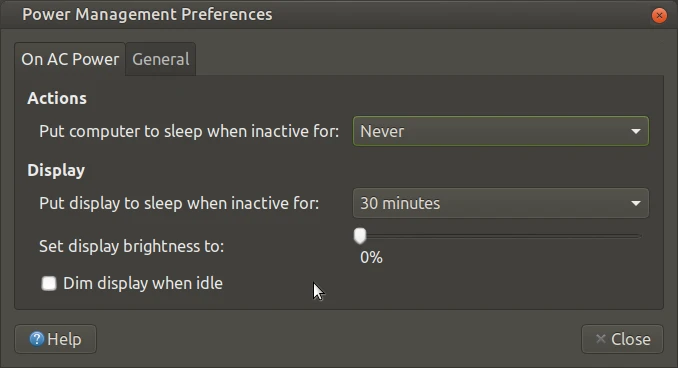 Power Management Preferences
On AC Power General
Actions
Put computer to sleep when inactive for: Never
Display
Put display to sleep when inactive for: 30 minutes
Set display brightness to:
0%
Dim display when idle
Help Close